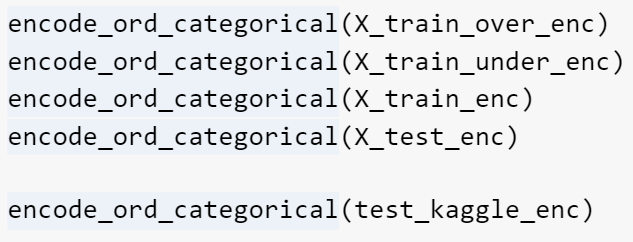 encode_ord_categorical(X_train_over_enc)
encode_ord_categorical(X_train_under_enc)
encode_ord_categorical(X_train_enc)
encode_ord_categorical(X_test_enc)
encode_ord_categorical(test_kaggle_enc)